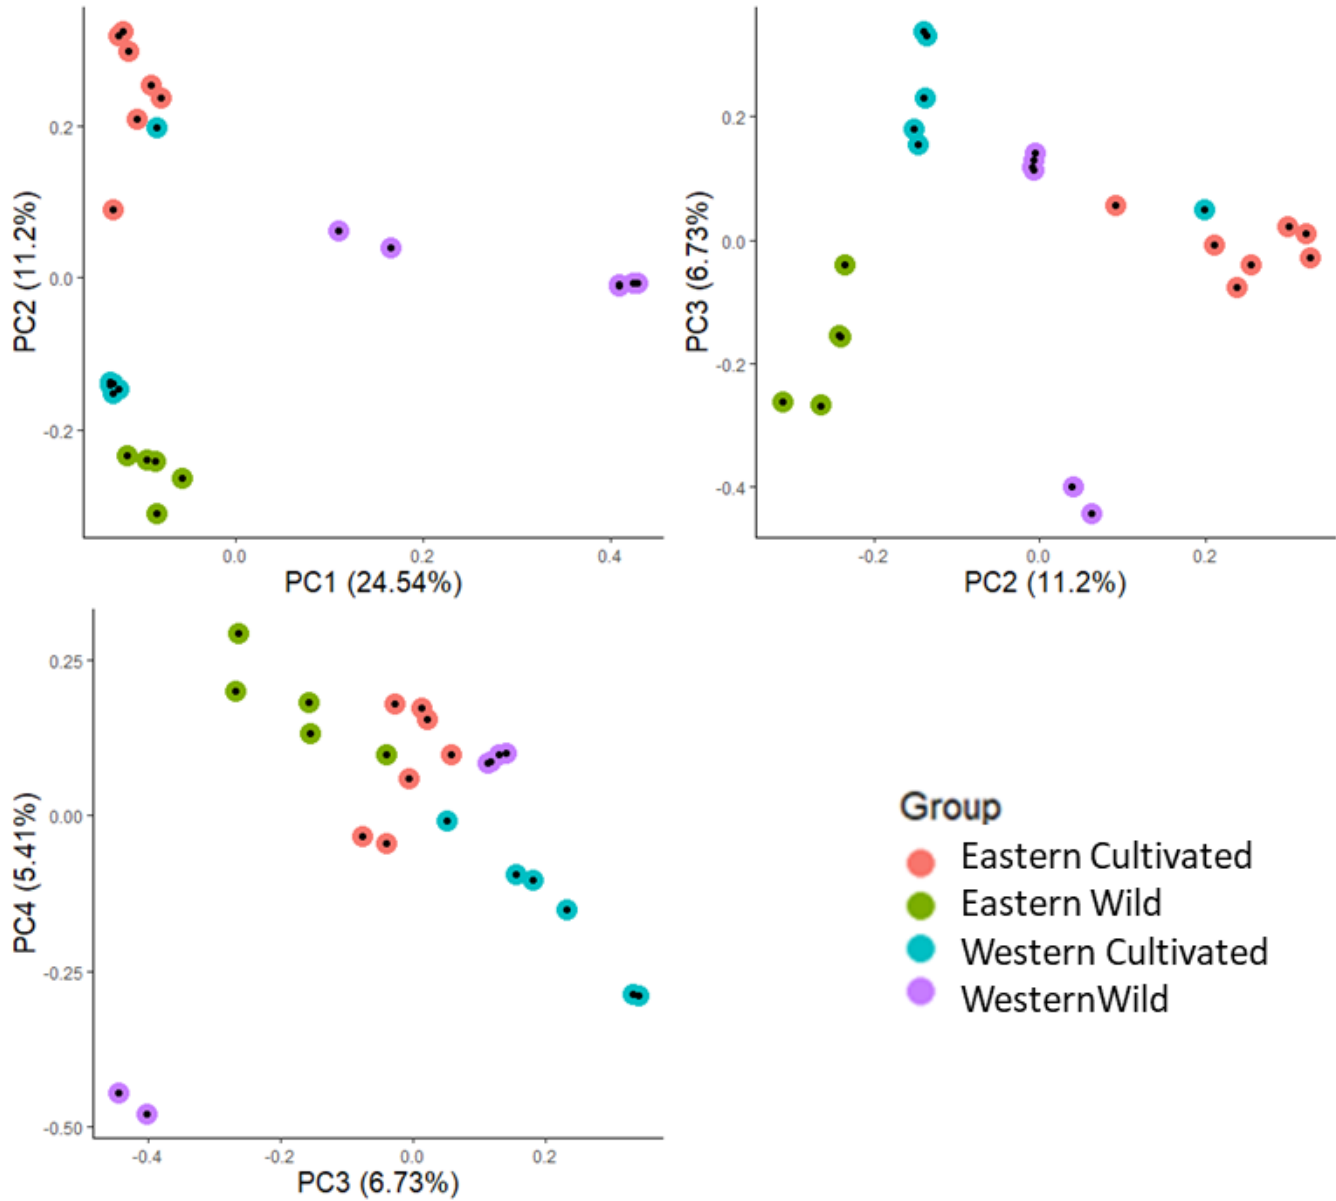 0.2
0.0
-0.2
PC2 (11.2%)
0.0 0.2 0.4
PC1 (24.54%)
0.2
0.0
-0.2
-0.4
PC3 (6.73%)
-0.2 0.0 0.2
PC2 (11.2%)
0.25
0.00
-0.25
-0.50
PC4 (5.41%)
-0.4 -0.2 0.0 0.2
PC3 (6.73%)
Group
Eastern Cultivated
Eastern Wild
Western Cultivated
WesternWild